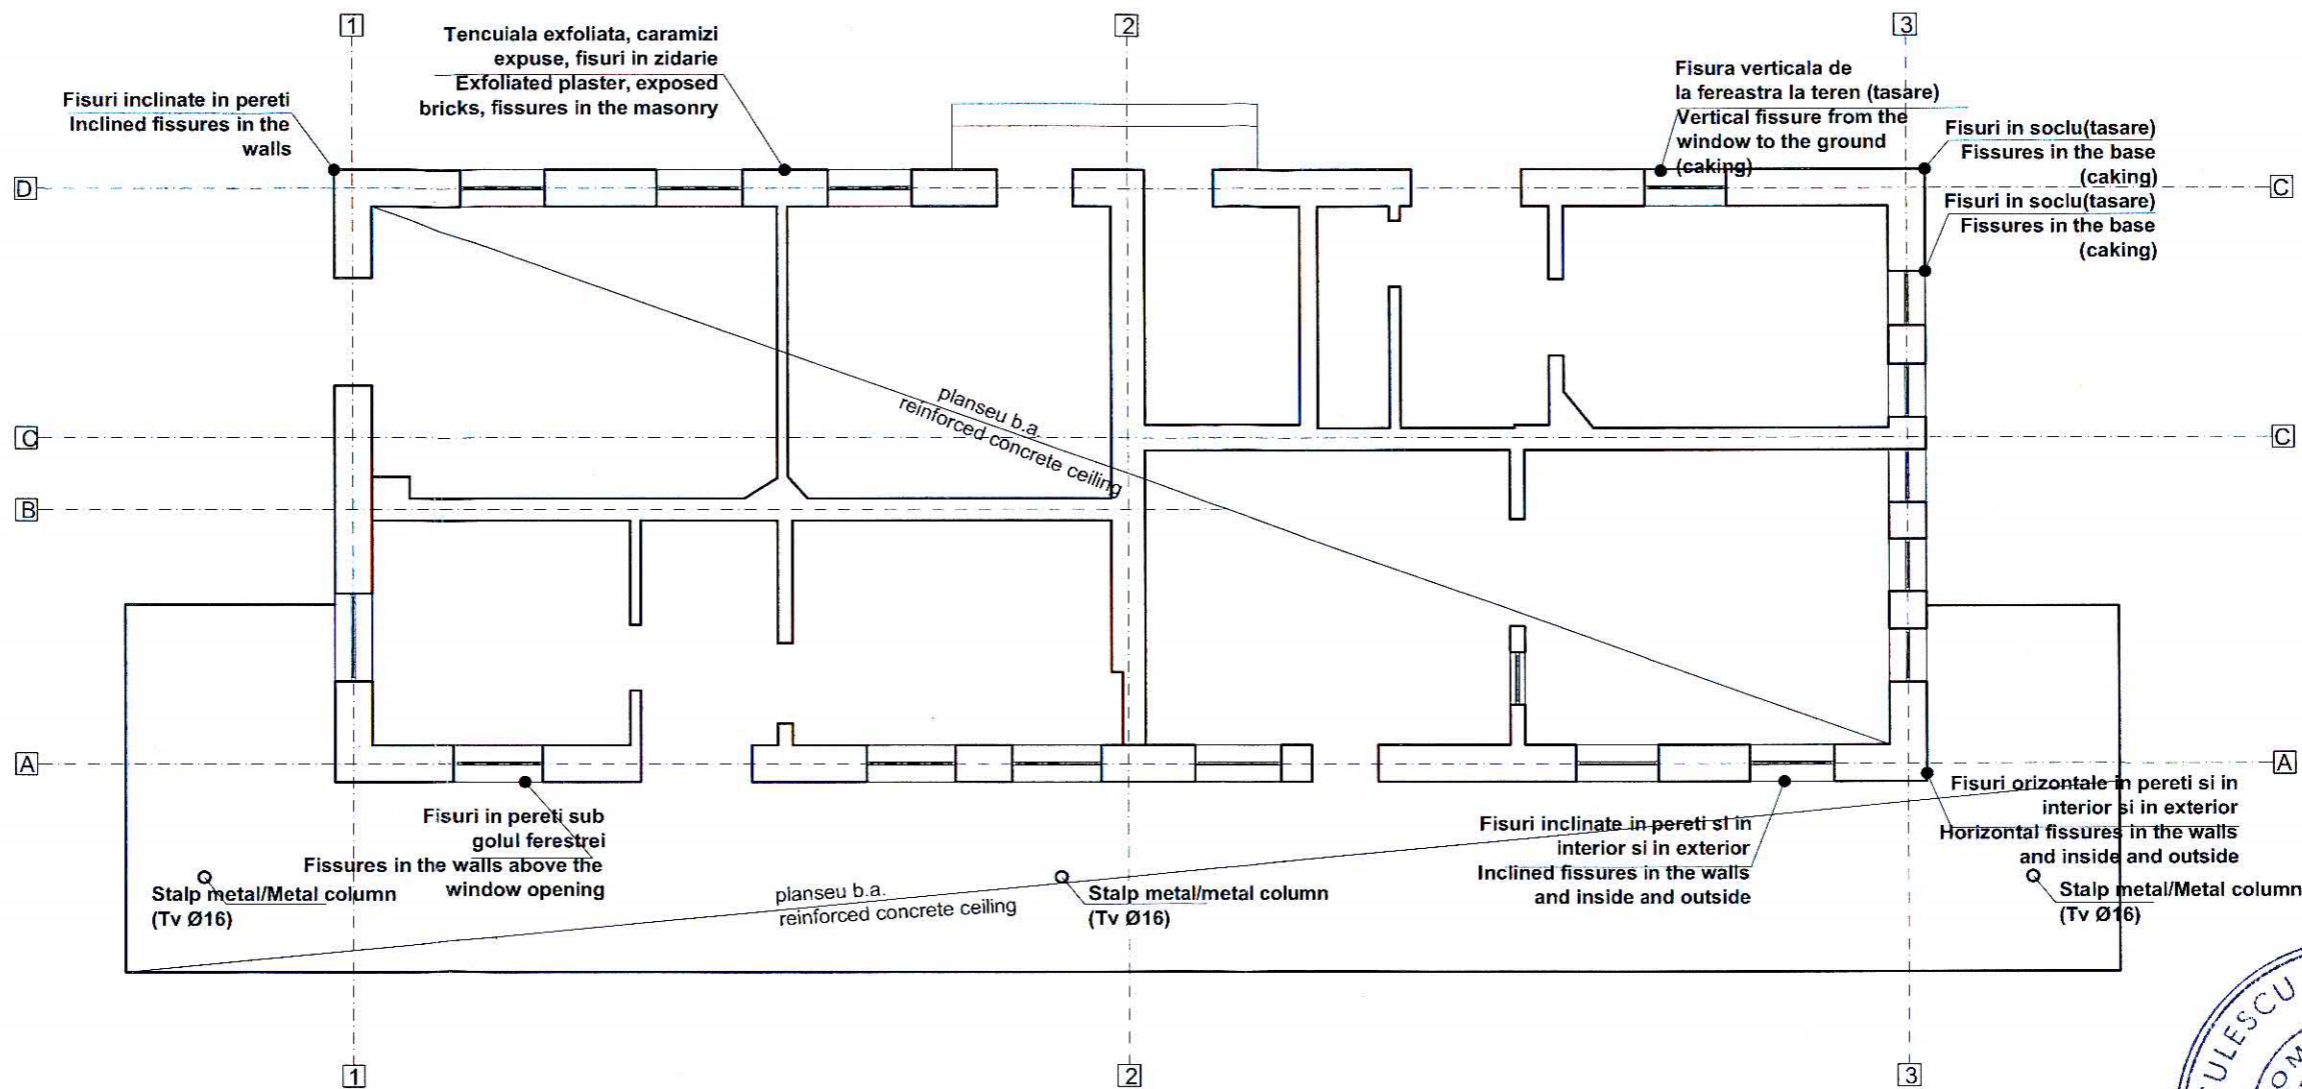 1
2
3
Tencuiala exfoliata, caramizi
expuse, fisuri in zidarie
Exfoliated plaster, exposed
bricks, fissures in the masonry
Fisuri inclinate in pereti
Inclined fissures in the
walls
Fisura verticala de
la fereastra la teren (tasare)
Vertical fissure from the
window to the ground
(caking)
Fisuri in soclu(tasare)
Fissures in the base
(caking)
D
C
Fisuri in soclu(tasare)
Fissures in the base
(caking)
planseu b.a.
reinforced concrete ceiling
C
C
B
A
A
Fisuri in pereti sub
golul ferestrei
Fissures in the walls above the
window opening
Fisuri inclinate in pereti si in
interior si in exterior
Inclined fissures in the walls
and inside and outside
Fisuri orizontale in pereti si in
interior si in exterior
Horizontal fissures in the walls
and inside and outside
Stalp metal/Metal column
(Tv Ø16)
planseu b.a.
reinforced concrete ceiling
Stalp metal/metal column
(Tv Ø16)
Stalp metal/Metal column
(Tv Ø16)
1
2
3